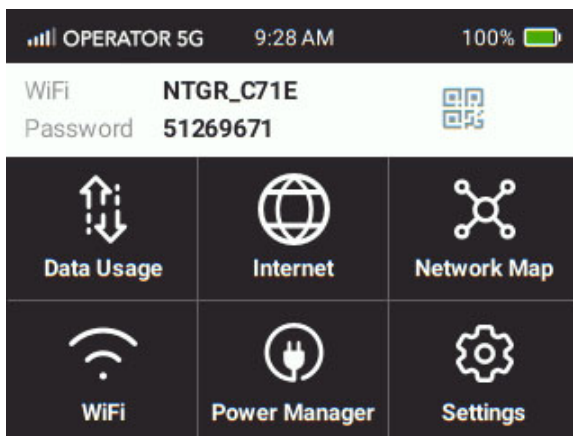 OPERATOR 5G 9:28 AM 100%
WiFi NTGR_C71E
Password 51269671
Data Usage Internet Network Map
WiFi Power Manager Settings